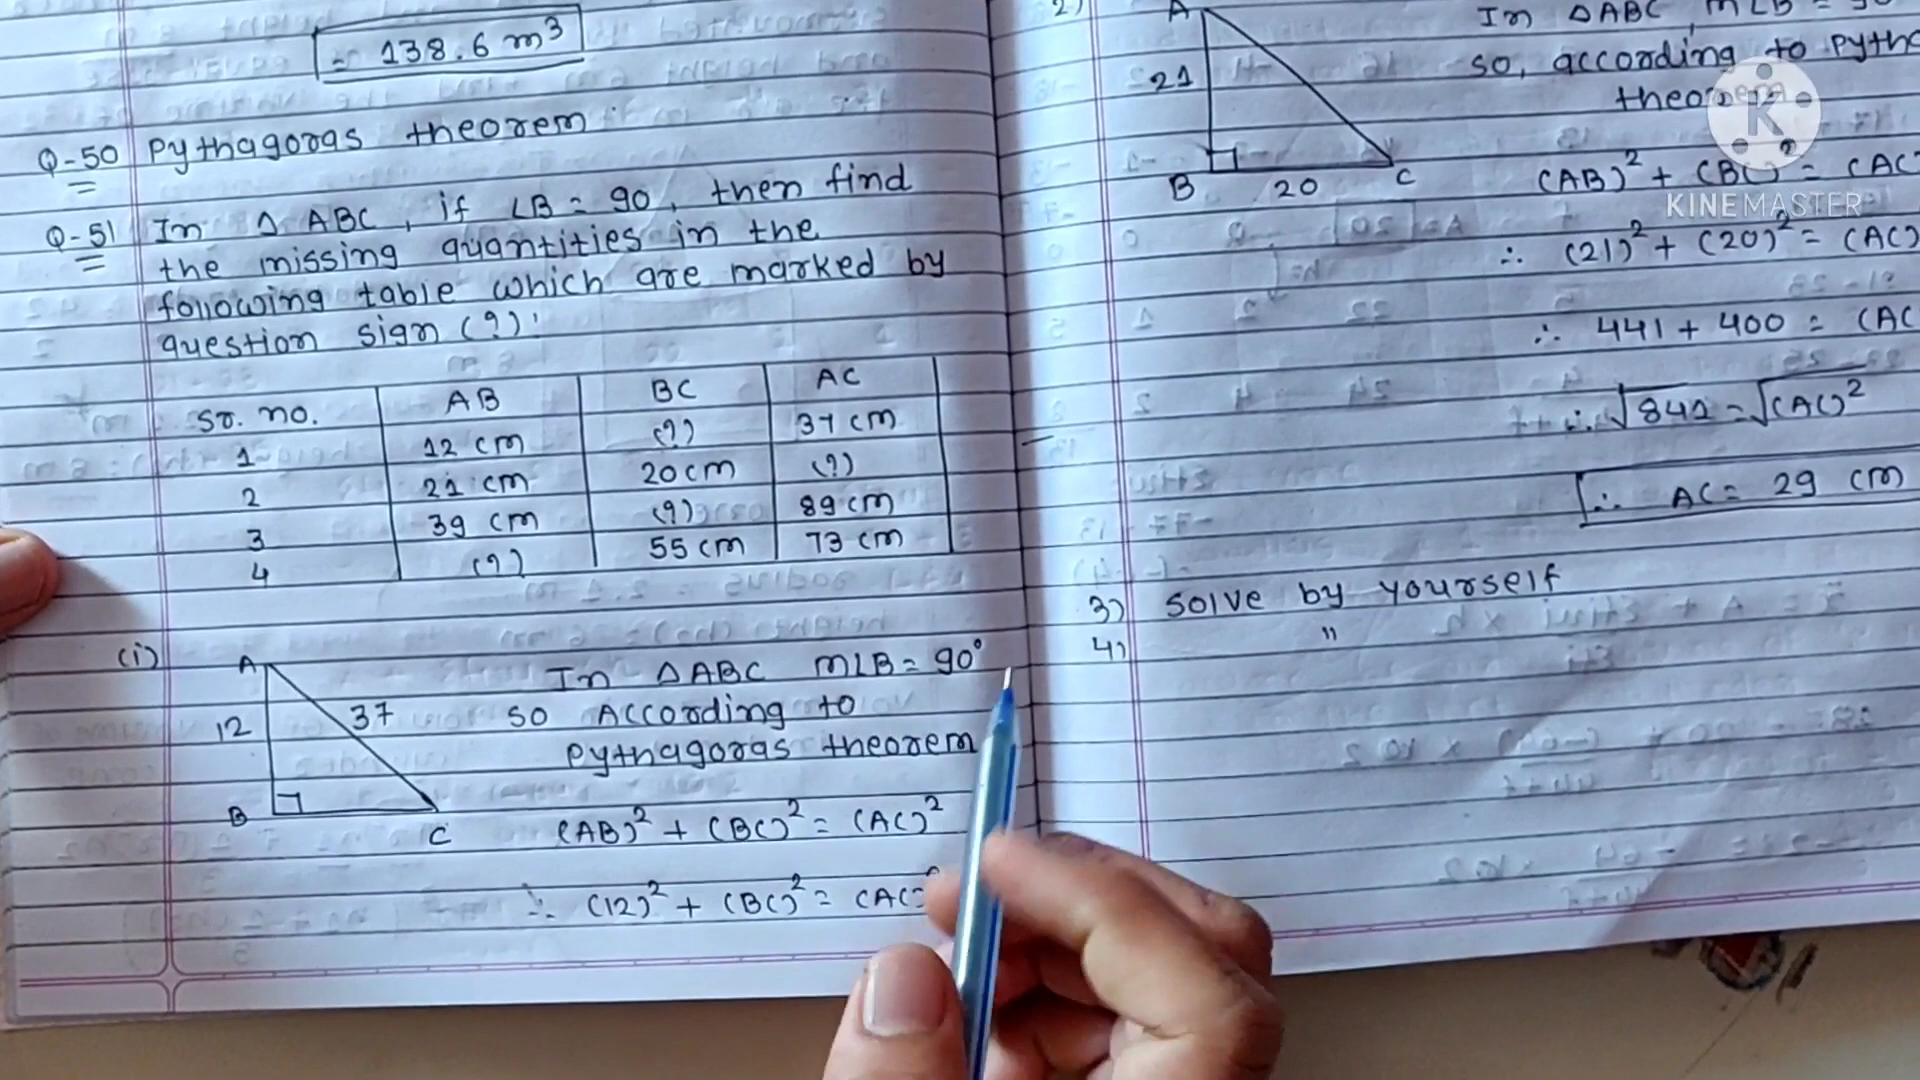 = 138.6 m³
Q-50 Pythagoras theorem
Q-51 In △ ABC, if ∠B = 90, then find
the missing quantities in the
following table which are marked by
question sign (?)
Sr. no. AB BC AC
1 12 cm (?) 37 cm
2 21 cm 20 cm (?)
3 39 cm (?) 89 cm
4 (?) 55 cm 73 cm
(i)
A
12
37
B
C
In △ABC m∠B = 90°
so According to
Pythagoras theorem
(AB)² + (BC)² = (AC)²
∴ (12)² + (BC)² = (AC
2)
A
21
B
20
C
In △ABC, m∠B = 90
so, according to
theorem
(AB)² + (BC)² = (AC)
∴ (21)² + (20)² = (AC)
∴ 441 + 400 = (AC
∴ √841 = √(AC)²
∴ AC = 29 cm
3) solve by yourself
4) "
K
KINEMASTER